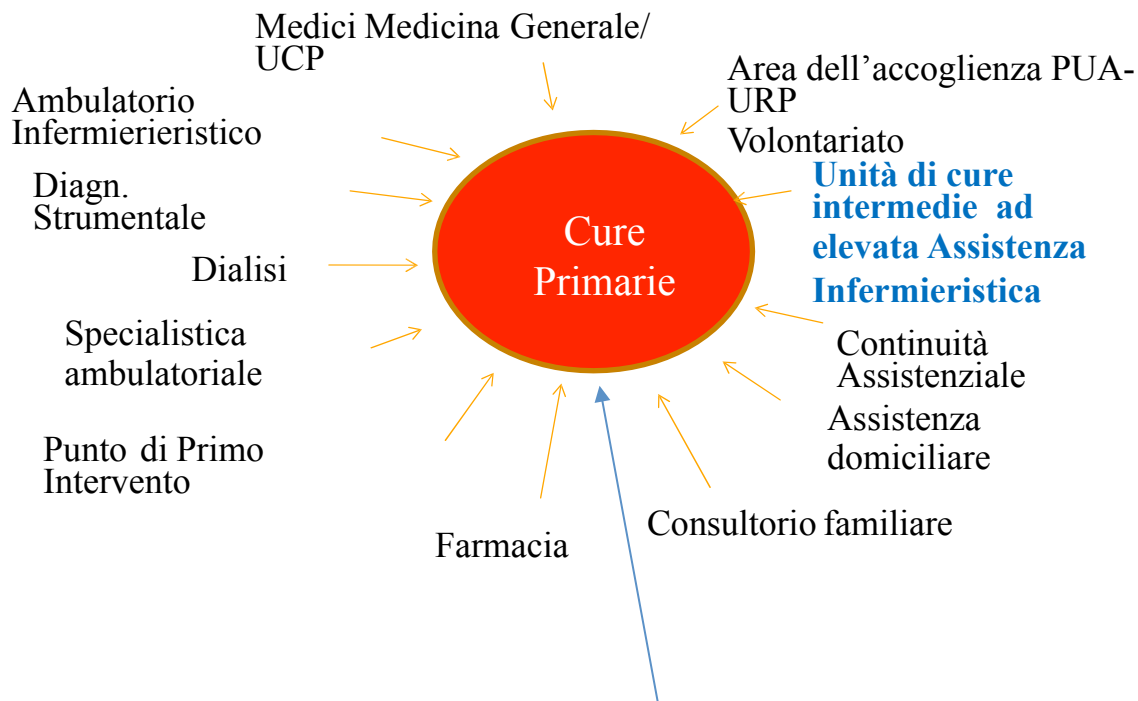 Medici Medicina Generale/
UCP
Area dell’accoglienza PUA-
URP
Volontariato
Ambulatorio
Infermierieristico
Diagn.
Strumentale
Dialisi
Specialistica
ambulatoriale
Punto di Primo
Intervento
Farmacia
Cure
Primarie
Unità di cure
intermedie ad
elevata Assistenza
Infermieristica
Continuità
Assistenziale
Assistenza
domiciliare
Consultorio familiare